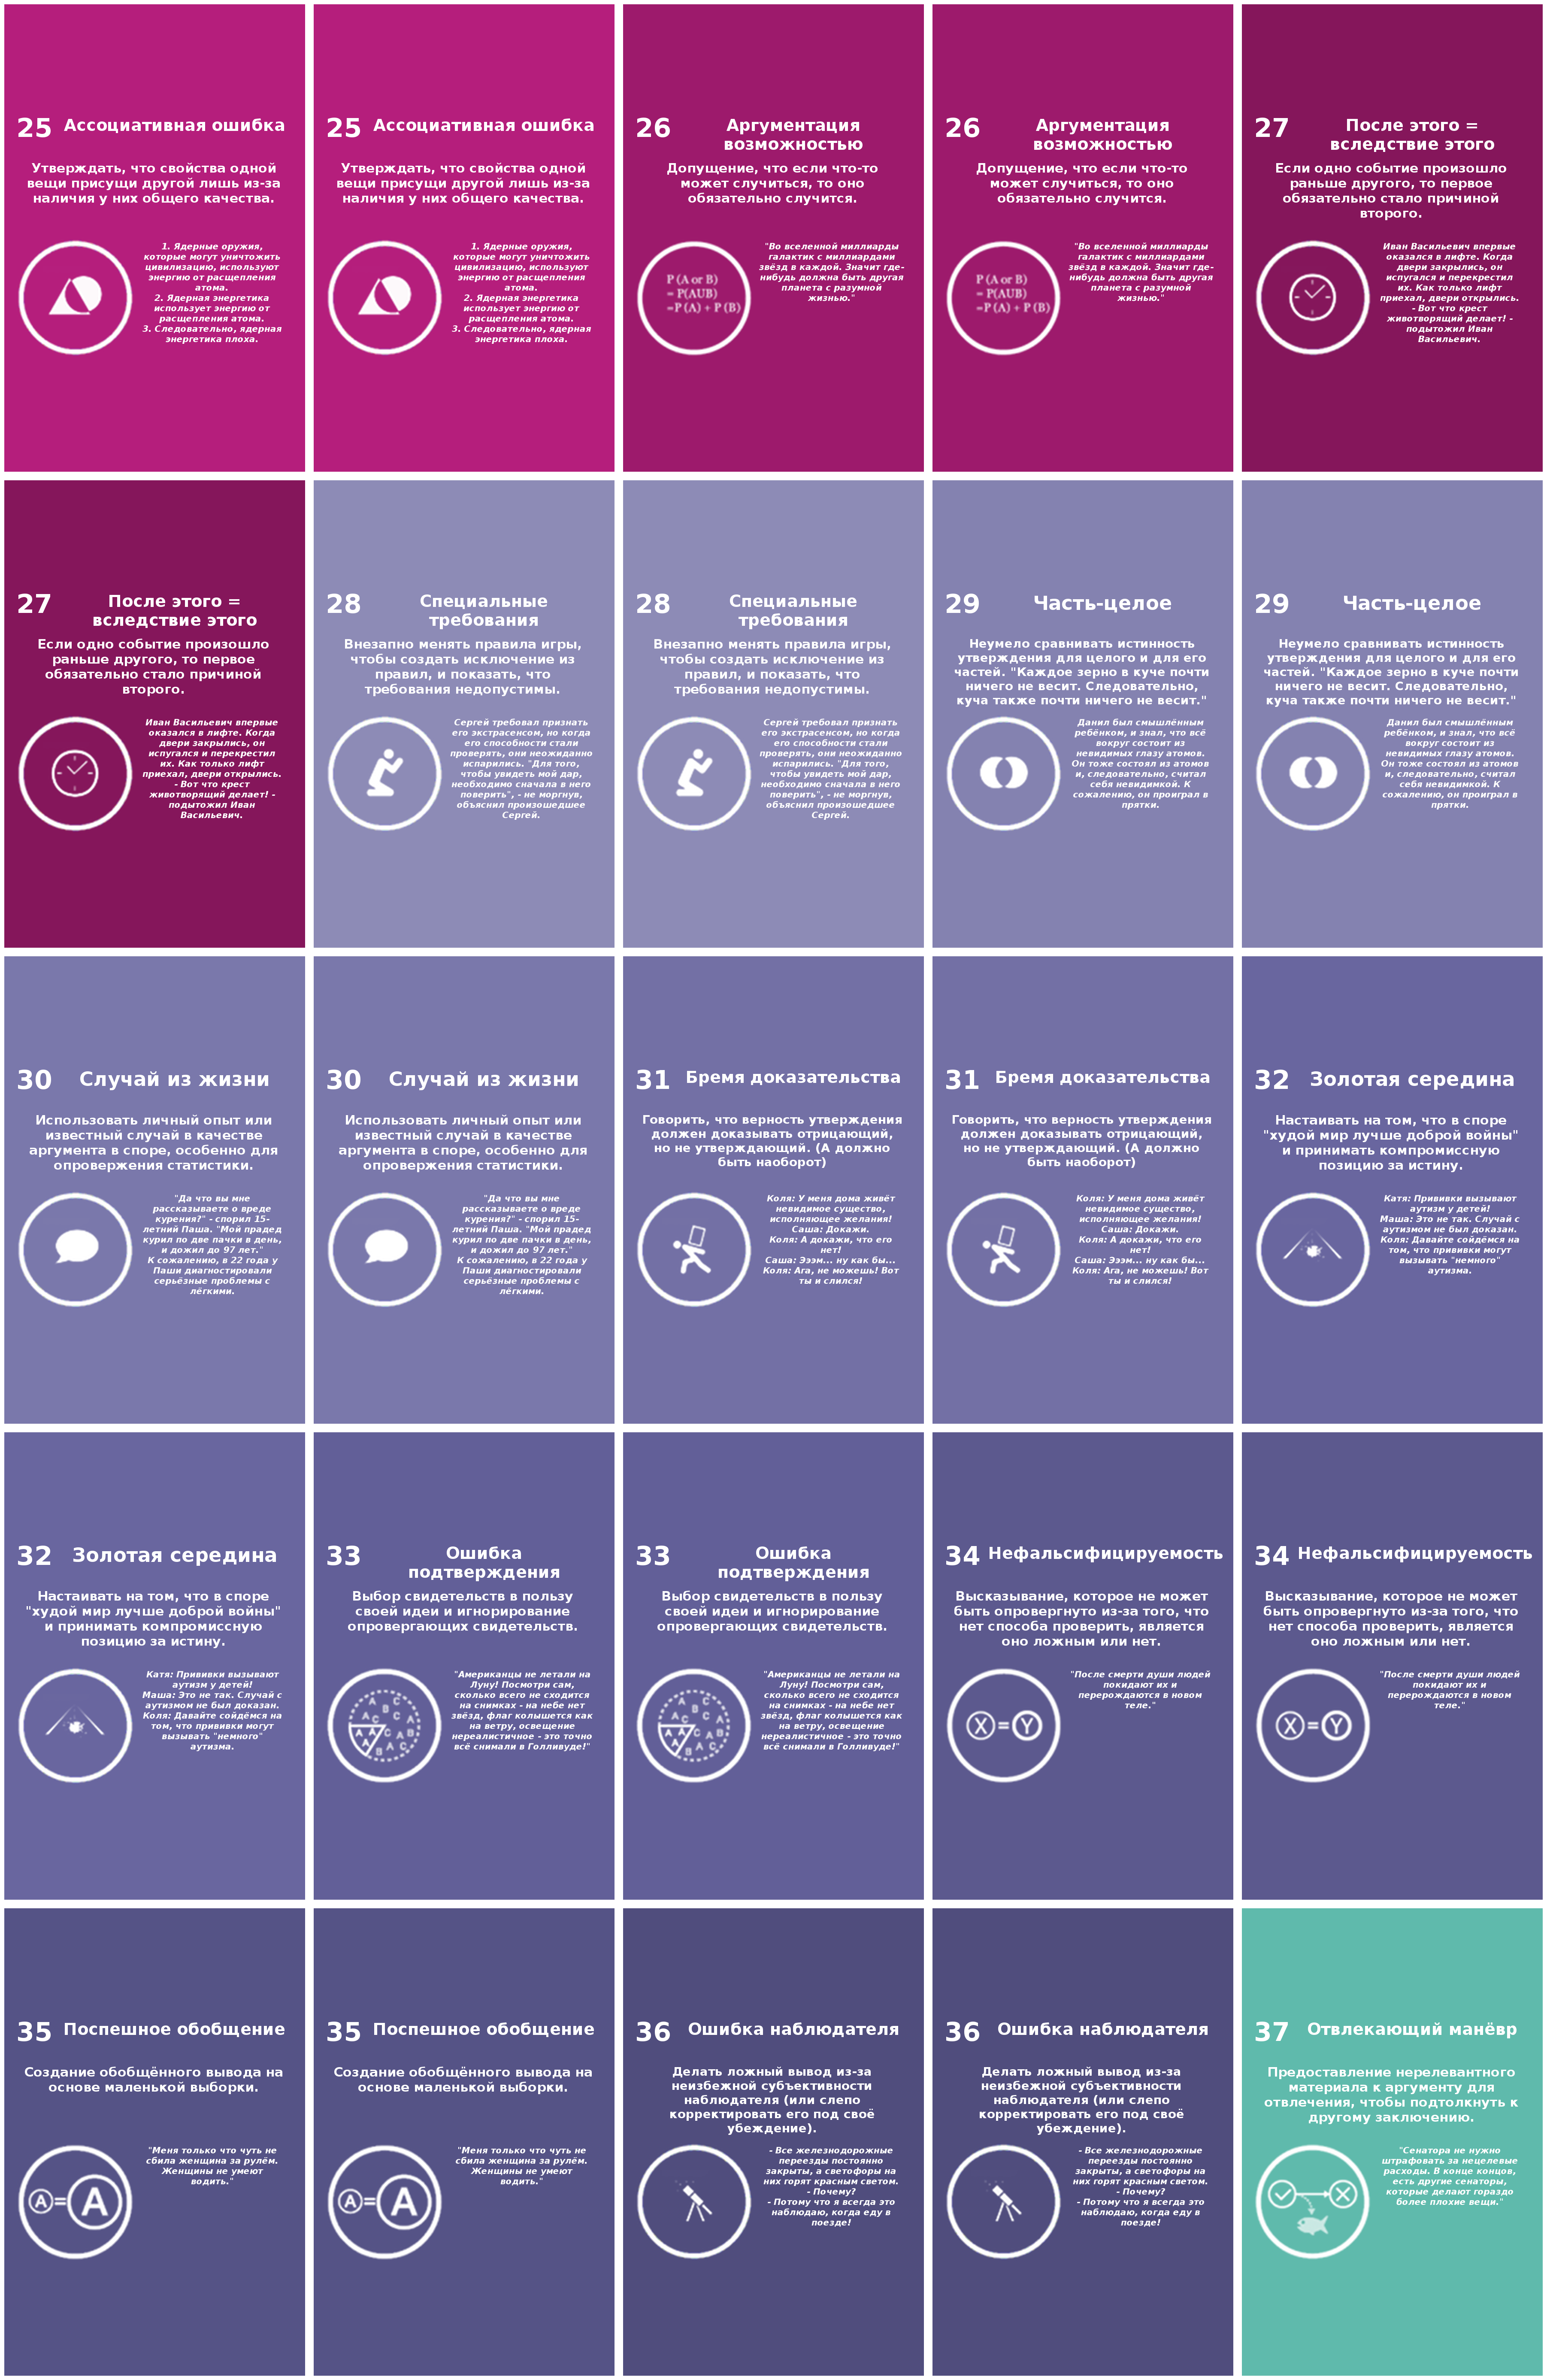 25 Ассоциативная ошибка
Утверждать, что свойства одной
вещи присущи другой лишь из-за
наличия у них общего качества.
1. Ядерные оружия,
которые могут уничтожить
цивилизацию, используют
энергию от расщепления
атома.
2. Ядерная энергетика
использует энергию от
расщепления атома.
3. Следовательно, ядерная
энергетика плоха.
25 Ассоциативная ошибка
Утверждать, что свойства одной
вещи присущи другой лишь из-за
наличия у них общего качества.
1. Ядерные оружия,
которые могут уничтожить
цивилизацию, используют
энергию от расщепления
атома.
2. Ядерная энергетика
использует энергию от
расщепления атома.
3. Следовательно, ядерная
энергетика плоха.
26 Аргументация
возможностью
Допущение, что если что-то
может случиться, то оно
обязательно случится.
P (A or B)
= P(AUB)
=P (A) + P (B)
"Во вселенной миллиарды
галактик с миллиардами
звёзд в каждой. Значит где-
нибудь должна быть другая
планета с разумной
жизнью."
26 Аргументация
возможностью
Допущение, что если что-то
может случиться, то оно
обязательно случится.
P (A or B)
= P(AUB)
=P (A) + P (B)
"Во вселенной миллиарды
галактик с миллиардами
звёзд в каждой. Значит где-
нибудь должна быть другая
планета с разумной
жизнью."
27 После этого =
вследствие этого
Если одно событие произошло
раньше другого, то первое
обязательно стало причиной
второго.
Иван Васильевич впервые
оказался в лифте. Когда
двери закрылись, он
испугался и перекрестил
их. Как только лифт
приехал, двери открылись.
- Вот что крест
животворящий делает! -
подытожил Иван
Васильевич.
27 После этого =
вследствие этого
Если одно событие произошло
раньше другого, то первое
обязательно стало причиной
второго.
Иван Васильевич впервые
оказался в лифте. Когда
двери закрылись, он
испугался и перекрестил
их. Как только лифт
приехал, двери открылись.
- Вот что крест
животворящий делает! -
подытожил Иван
Васильевич.
28 Специальные
требования
Внезапно менять правила игры,
чтобы создать исключение из
правил, и показать, что
требования недопустимы.
Сергей требовал признать
его экстрасенсом, но когда
его способности стали
проверять, они неожиданно
испарились. "Для того,
чтобы увидеть мой дар,
необходимо сначала в него
поверить", - не моргнув,
объяснил произошедшее
Сергей.
28 Специальные
требования
Внезапно менять правила игры,
чтобы создать исключение из
правил, и показать, что
требования недопустимы.
Сергей требовал признать
его экстрасенсом, но когда
его способности стали
проверять, они неожиданно
испарились. "Для того,
чтобы увидеть мой дар,
необходимо сначала в него
поверить", - не моргнув,
объяснил произошедшее
Сергей.
29 Часть-целое
Неумело сравнивать истинность
утверждения для целого и для его
частей. "Каждое зерно в куче почти
ничего не весит. Следовательно,
куча также почти ничего не весит."
Данил был смышлёным
ребёнком, и знал, что всё
вокруг состоит из
невидимых глазу атомов.
Он тоже состоял из атомов
и, следовательно, считал
себя невидимкой. К
сожалению, он проиграл в
прятки.
29 Часть-целое
Неумело сравнивать истинность
утверждения для целого и для его
частей. "Каждое зерно в куче почти
ничего не весит. Следовательно,
куча также почти ничего не весит."
Данил был смышлёным
ребёнком, и знал, что всё
вокруг состоит из
невидимых глазу атомов.
Он тоже состоял из атомов
и, следовательно, считал
себя невидимкой. К
сожалению, он проиграл в
прятки.
30 Случай из жизни
Использовать личный опыт или
известный случай в качестве
аргумента в споре, особенно для
опровержения статистики.
"Да что вы мне
рассказываете о вреде
курения?" - спорил 15-
летний Паша. "Мой прадед
курил по две пачки в день,
и дожил до 97 лет."
К сожалению, в 22 года у
Паши диагностировали
серьёзные проблемы с
лёгкими.
30 Случай из жизни
Использовать личный опыт или
известный случай в качестве
аргумента в споре, особенно для
опровержения статистики.
"Да что вы мне
рассказываете о вреде
курения?" - спорил 15-
летний Паша. "Мой прадед
курил по две пачки в день,
и дожил до 97 лет."
К сожалению, в 22 года у
Паши диагностировали
серьёзные проблемы с
лёгкими.
31 Бремя доказательства
Говорить, что верность утверждения
должен доказывать отрицающий,
но не утверждающий. (А должно
быть наоборот)
Коля: У меня дома живёт
невидимое существо,
исполняющее желания!
Саша: Докажи.
Коля: А докажи, что его
нет!
Саша: Эээм... ну как бы...
Коля: Ага, не можешь! Вот
ты и слился!
31 Бремя доказательства
Говорить, что верность утверждения
должен доказывать отрицающий,
но не утверждающий. (А должно
быть наоборот)
Коля: У меня дома живёт
невидимое существо,
исполняющее желания!
Саша: Докажи.
Коля: А докажи, что его
нет!
Саша: Эээм... ну как бы...
Коля: Ага, не можешь! Вот
ты и слился!
32 Золотая середина
Настаивать на том, что в споре
"худой мир лучше доброй войны"
и принимать компромиссную
позицию за истину.
Катя: Прививки вызывают
аутизм у детей!
Маша: Это не так. Случай с
аутизмом не был доказан.
Коля: Давайте сойдёмся на
том, что прививки могут
вызывать "немного"
аутизма.
32 Золотая середина
Настаивать на том, что в споре
"худой мир лучше доброй войны"
и принимать компромиссную
позицию за истину.
Катя: Прививки вызывают
аутизм у детей!
Маша: Это не так. Случай с
аутизмом не был доказан.
Коля: Давайте сойдёмся на
том, что прививки могут
вызывать "немного"
аутизма.
33 Ошибка
подтверждения
Выбор свидетельств в пользу
своей идеи и игнорирование
опровергающих свидетельств.
"Американцы не летали на
Луну! Посмотри сам,
сколько всего не сходится
на снимках - на небе нет
звёзд, флаг колышется как
на ветру, освещение
нереалистичное - это точно
всё снимали в Голливуде!"
33 Ошибка
подтверждения
Выбор свидетельств в пользу
своей идеи и игнорирование
опровергающих свидетельств.
"Американцы не летали на
Луну! Посмотри сам,
сколько всего не сходится
на снимках - на небе нет
звёзд, флаг колышется как
на ветру, освещение
нереалистичное - это точно
всё снимали в Голливуде!"
34 Нефальсифицируемость
Высказывание, которое не может
быть опровергнуто из-за того, что
нет способа проверить, является
оно ложным или нет.
X=Y
"После смерти души людей
покидают их и
перерождаются в новом
теле."
34 Нефальсифицируемость
Высказывание, которое не может
быть опровергнуто из-за того, что
нет способа проверить, является
оно ложным или нет.
X=Y
"После смерти души людей
покидают их и
перерождаются в новом
теле."
35 Поспешное обобщение
Создание обобщённого вывода на
основе маленькой выборки.
A=A
"Меня только что чуть не
сбила женщина за рулём.
Женщины не умеют
водить."
35 Поспешное обобщение
Создание обобщённого вывода на
основе маленькой выборки.
A=A
"Меня только что чуть не
сбила женщина за рулём.
Женщины не умеют
водить."
36 Ошибка наблюдателя
Делать ложный вывод из-за
неизбежной субъективности
наблюдателя (или слепо
корректировать его под своё
убеждение).
- Все железнодорожные
переезды постоянно
закрыты, а светофоры на
них горят красным светом.
- Почему?
- Потому что я всегда это
наблюдаю, когда еду в
поезде!
36 Ошибка наблюдателя
Делать ложный вывод из-за
неизбежной субъективности
наблюдателя (или слепо
корректировать его под своё
убеждение).
- Все железнодорожные
переезды постоянно
закрыты, а светофоры на
них горят красным светом.
- Почему?
- Потому что я всегда это
наблюдаю, когда еду в
поезде!
37 Отвлекающий манёвр
Предоставление нерелевантного
материала к аргументу для
отвлечения, чтобы подтолкнуть к
другому заключению.
"Сенатора не нужно
штрафовать за нецелевые
расходы. В конце концов,
есть другие сенаторы,
которые делают гораздо
более плохие вещи."